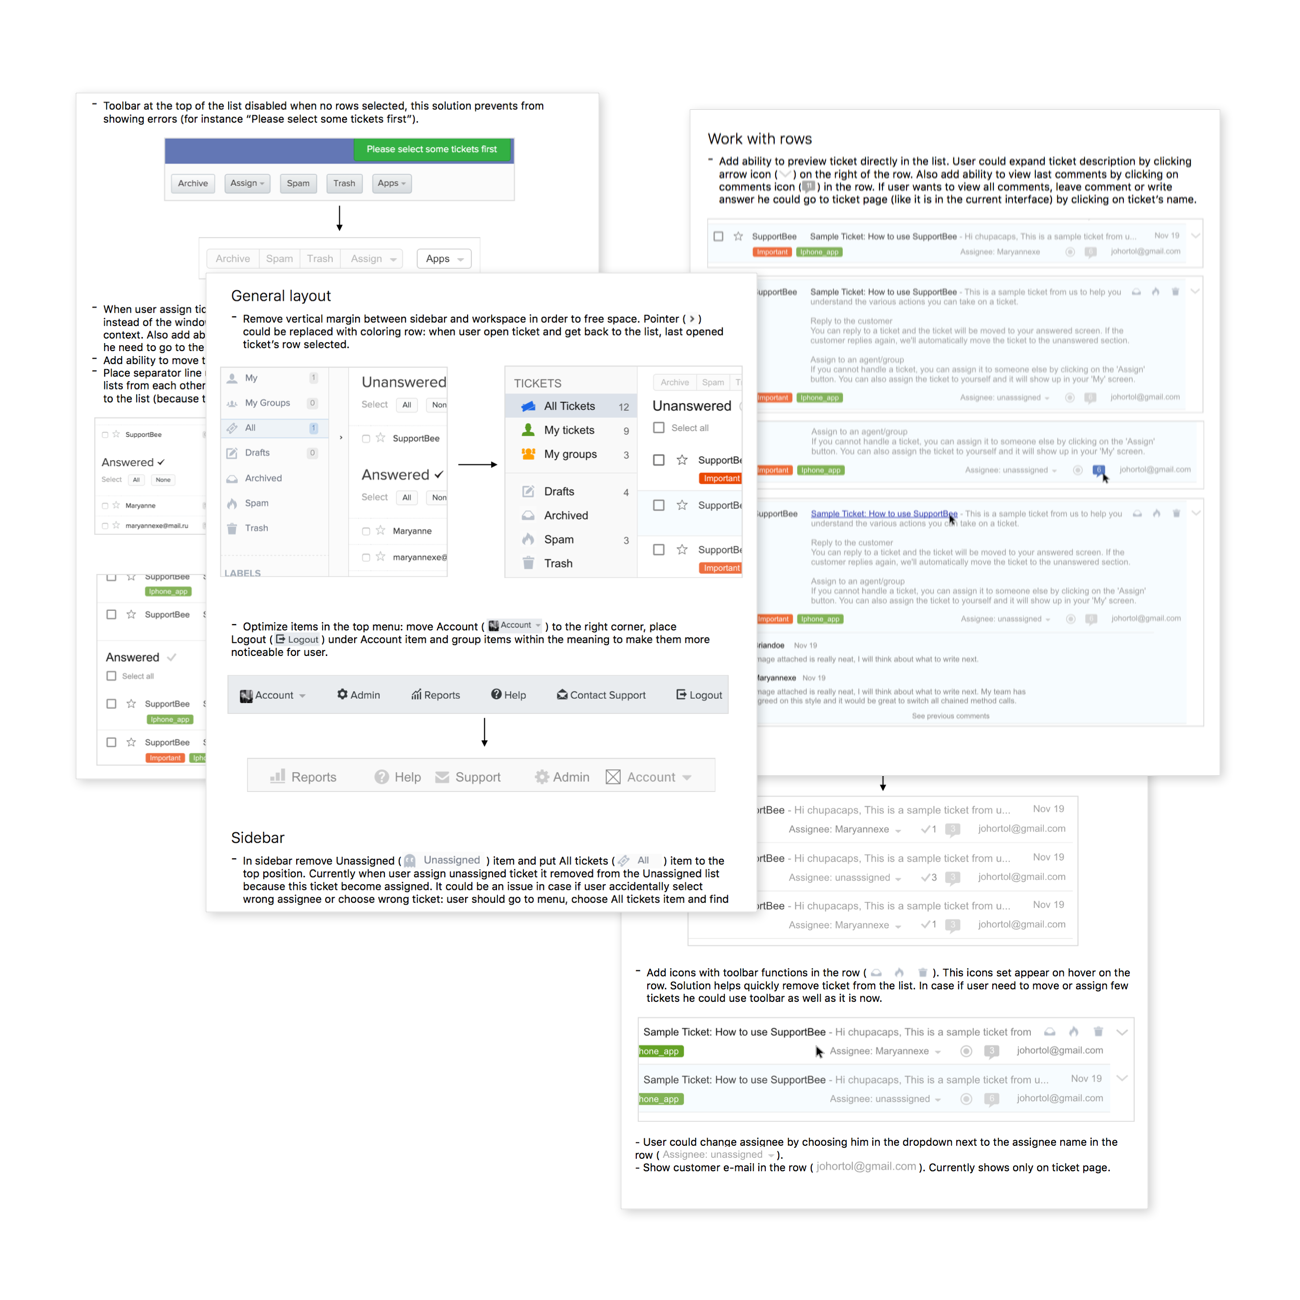 - Toolbar at the top of the list disabled when no rows selected, this solution prevents from
showing errors (for instance “Please select some tickets first”).
Please select some tickets first
Archive Assign Spam Trash Apps
Archive Spam Trash Assign Apps
- When user assign tic
instead of the windo
context. Also add ab
he need to go to the
- Add ability to move t
- Place separator line
lists from each other
to the list (because t
SupportBee
Answered
Select All None
Maryanne
maryannexe@mail.ru
SupportBee
Iphone_app
SupportBee
Answered
Select all
SupportBee
Iphone_app
SupportBee
Important Iph
General layout
- Remove vertical margin between sidebar and workspace in order to free space. Pointer ( > )
could be replaced with coloring row: when user open ticket and get back to the list, last opened
ticket’s row selected.
My 1
My Groups 0
All 1
Drafts 0
Archived
Spam
Trash
LABELS
Unanswered
Select All Non
SupportBee
Answered
Select All Non
Maryanne
maryannexe@
TICKETS
All Tickets 12
My tickets 9
My groups 3
Drafts 4
Archived
Spam 3
Trash
Archive Spam T
Unanswered
Select all
SupportBe
Important
SupportBe
SupportBe
Important
- Optimize items in the top menu: move Account ( Account ) to the right corner, place
Logout ( Logout ) under Account item and group items within the meaning to make them more
noticeable for user.
Account Admin Reports Help Contact Support Logout
Reports Help Support Admin Account
Sidebar
- In sidebar remove Unassigned ( Unassigned ) item and put All tickets ( All ) item to the
top position. Currently when user assign unassigned ticket it removed from the Unassigned list
because this ticket become assigned. It could be an issue in case if user accidentally select
wrong assignee or choose wrong ticket: user should go to menu, choose All tickets item and find
Work with rows
- Add ability to preview ticket directly in the list. User could expand ticket description by clicking
arrow icon ( ) on the right of the row. Also add ability to view last comments by clicking on
comments icon ( ) in the row. If user wants to view all comments, leave comment or write
answer he could go to ticket page (like it is in the current interface) by clicking on ticket’s name.
SupportBee Sample Ticket: How to use SupportBee - Hi chupacaps, This is a sample ticket from u... Nov 19
Important Iphone_app Assignee: Maryannexe johortol@gmail.com
upportBee Sample Ticket: How to use SupportBee - This is a sample ticket from us to help you
understand the various actions you can take on a ticket.
Reply to the customer
You can reply to a ticket and the ticket will be moved to your answered screen. If the
customer replies again, we'll automatically move the ticket to the unanswered section.
Assign to an agent/group
If you cannot handle a ticket, you can assign it to someone else by clicking on the 'Assign'
button. You can also assign the ticket to yourself and it will show up in your 'My' screen.
mportant Iphone_app Assignee: unasssigned johortol@gmail.com
Assign to an agent/group
If you cannot handle a ticket, you can assign it to someone else by clicking on the 'Assign'
button. You can also assign the ticket to yourself and it will show up in your 'My' screen.
mportant Iphone_app Assignee: unasssigned johortol@gmail.com
upportBee Sample Ticket: How to use SupportBee - This is a sample ticket from us to help you
understand the various actions you can take on a ticket.
Reply to the customer
You can reply to a ticket and the ticket will be moved to your answered screen. If the
customer replies again, we'll automatically move the ticket to the unanswered section.
Assign to an agent/group
If you cannot handle a ticket, you can assign it to someone else by clicking on the 'Assign'
button. You can also assign the ticket to yourself and it will show up in your 'My' screen.
mportant Iphone_app Assignee: unasssigned johortol@gmail.com
riandoe Nov 19
mage attached is really neat, I will think about what to write next.
Maryannexe Nov 19
mage attached is really neat, I will think about what to write next. My team has
greed on this style and it would be great to switch all chained method calls.
See previous comments
rtBee - Hi chupacaps, This is a sample ticket from u... Nov 19
Assignee: Maryannexe 1 3 johortol@gmail.com
rtBee - Hi chupacaps, This is a sample ticket from u... Nov 19
Assignee: unasssigned 3 johortol@gmail.com
rtBee - Hi chupacaps, This is a sample ticket from u... Nov 19
Assignee: Maryannexe 1 3 johortol@gmail.com
- Add icons with toolbar functions in the row ( ). This icons set appear on hover on the
row. Solution helps quickly remove ticket from the list. In case if user need to move or assign few
tickets he could use toolbar as well as it is now.
Sample Ticket: How to use SupportBee - Hi chupacaps, This is a sample ticket from
hone_app Assignee: Maryannexe 3 johortol@gmail.com
Sample Ticket: How to use SupportBee - Hi chupacaps, This is a sample ticket from u... Nov 19
hone_app Assignee: unasssigned johortol@gmail.com
- User could change assignee by choosing him in the dropdown next to the assignee name in the
row ( Assignee: unassigned ).
- Show customer e-mail in the row ( johortol@gmail.com ). Currently shows only on ticket page.